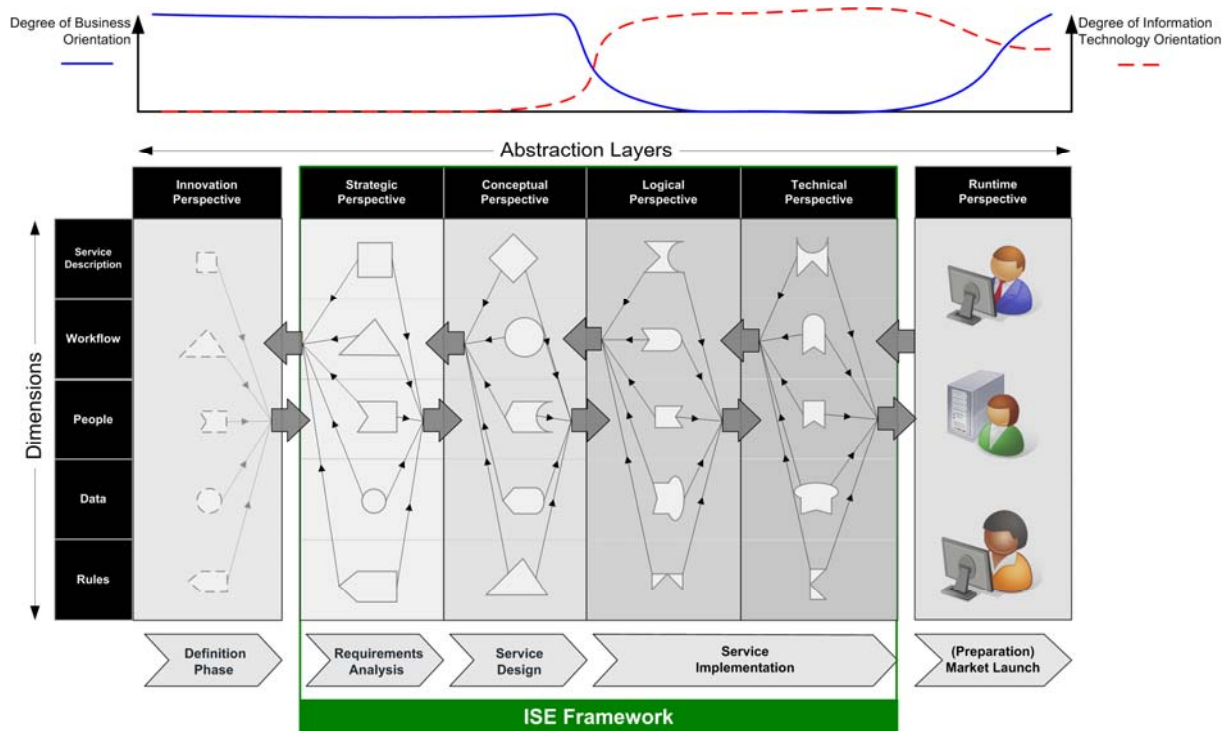 Degree of Business
Orientation
Degree of Information
Technology Orientation
Abstraction Layers
Innovation
Perspective
Strategic
Perspective
Conceptual
Perspective
Logical
Perspective
Technical
Perspective
Runtime
Perspective
Dimensions
Service
Description
Workflow
People
Data
Rules
Definition
Phase
Requirements
Analysis
Service
Design
Service
Implementation
(Preparation)
Market Launch
ISE Framework